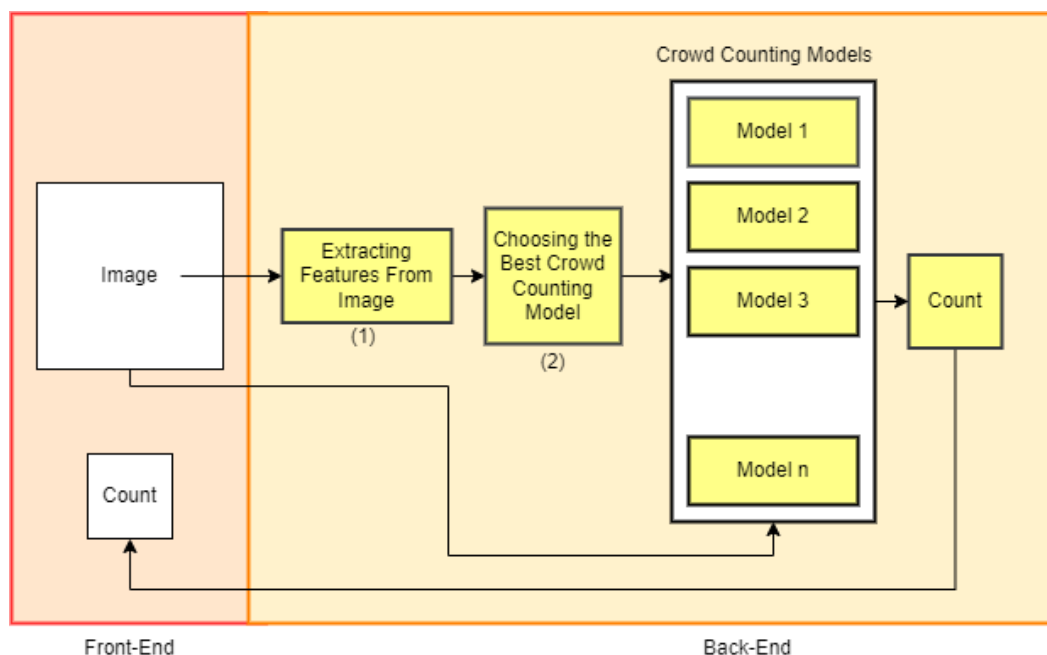 Crowd Counting Models
Model 1
Model 2
Model 3
Model n
Image
Extracting
Features From
Image
(1)
Choosing the
Best Crowd
Counting
Model
(2)
Count
Count
Front-End
Back-End